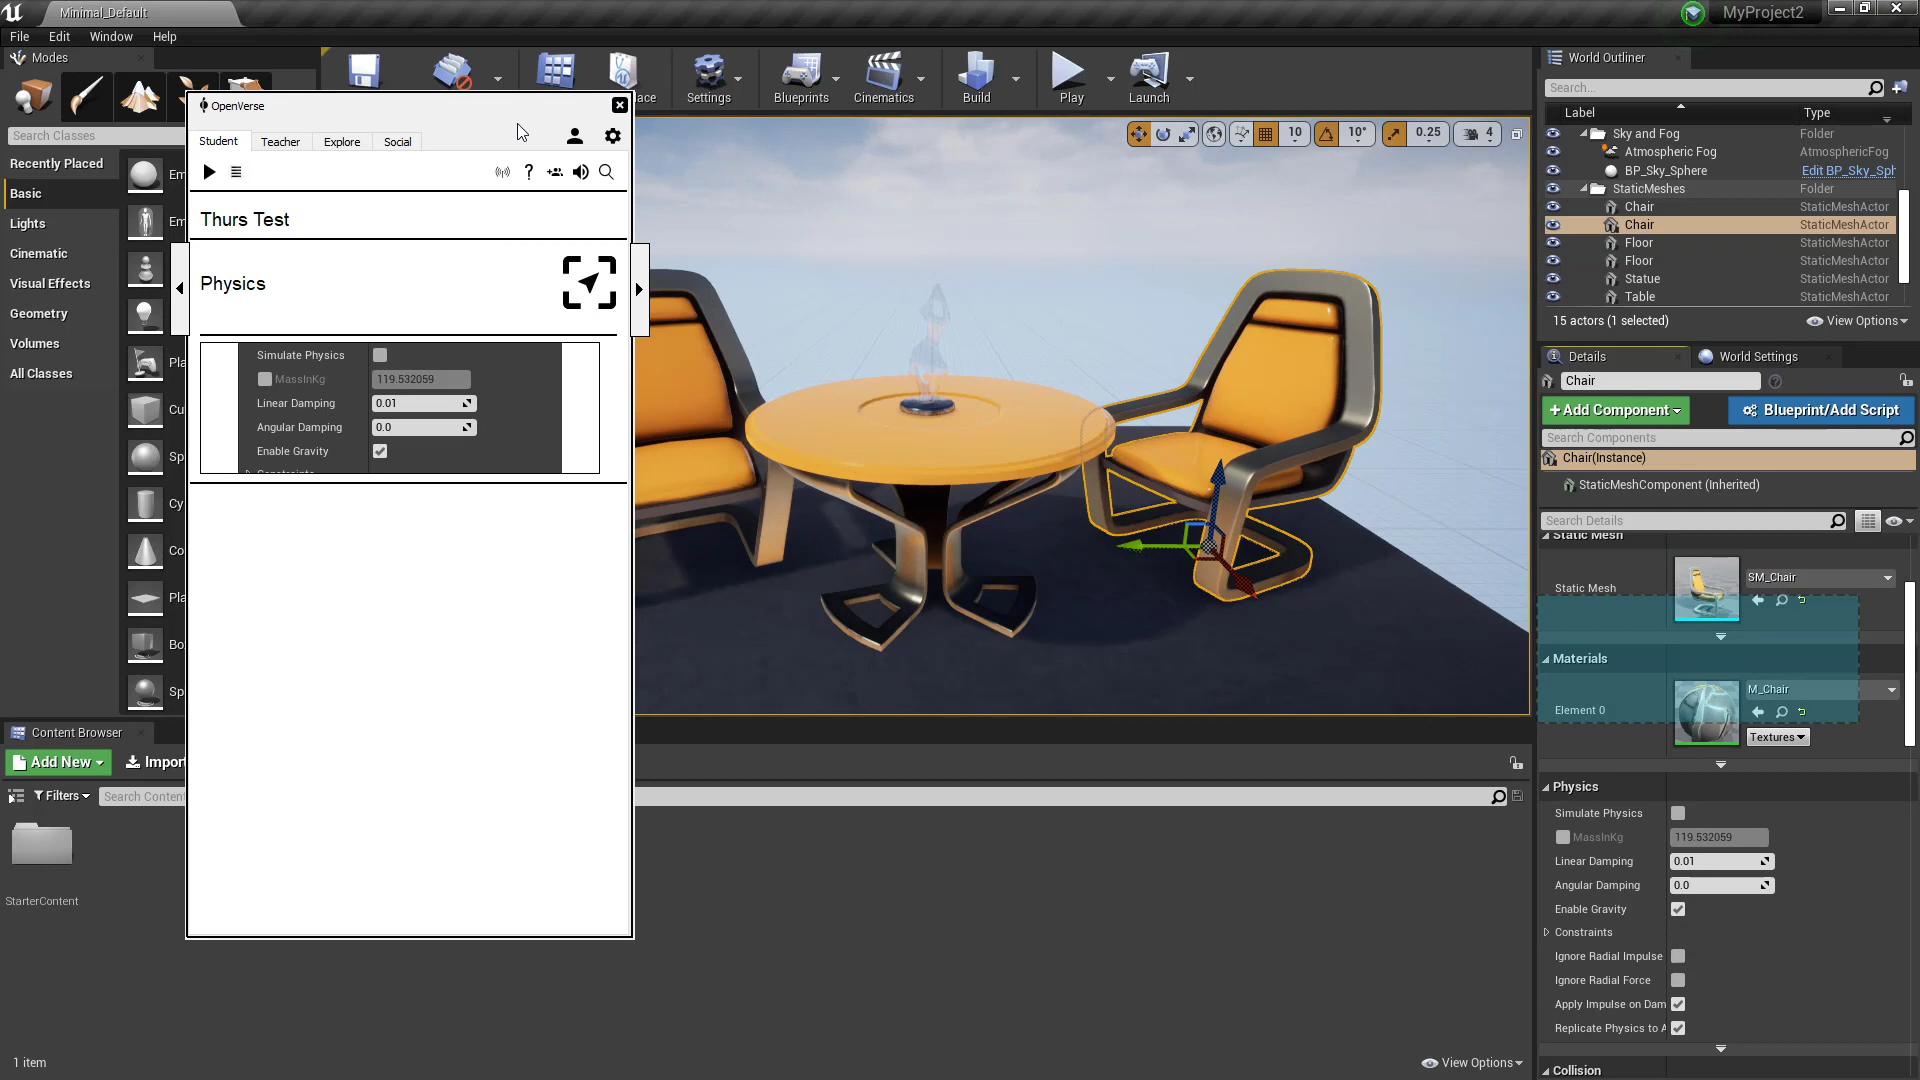 Minimal_Default
MyProject2
File Edit Window Help
Modes
Search Classes
Recently Placed
Basic
Lights
Cinematic
Visual Effects
Geometry
Volumes
All Classes
Settings
Blueprints
Cinematics
Build
Play
Launch
OpenVerse
Student Teacher Explore Social
Thurs Test
Physics
Simulate Physics
MassInKg 119.532059
Linear Damping 0.01
Angular Damping 0.0
Enable Gravity
10 10° 0.25 4
World Outliner
Search...
Label Type
Sky and Fog Folder
Atmospheric Fog AtmosphericFog
BP_Sky_Sphere Edit BP_Sky_Sph
StaticMeshes Folder
Chair StaticMeshActor
Chair StaticMeshActor
Floor StaticMeshActor
Floor StaticMeshActor
Statue StaticMeshActor
Table StaticMeshActor
15 actors (1 selected) View Options
Details World Settings
Chair
+Add Component Blueprint/Add Script
Search Components
Chair(Instance)
StaticMeshComponent (Inherited)
Search Details
Static Mesh
Static Mesh SM_Chair
Materials
Element 0 M_Chair
Textures
Physics
Simulate Physics
MassInKg 119.532059
Linear Damping 0.01
Angular Damping 0.0
Enable Gravity
Constraints
Ignore Radial Impulse
Ignore Radial Force
Apply Impulse on Dam
Replicate Physics to A
Collision
Content Browser
Add New Import
Filters Search Conten
StarterContent
1 item View Options